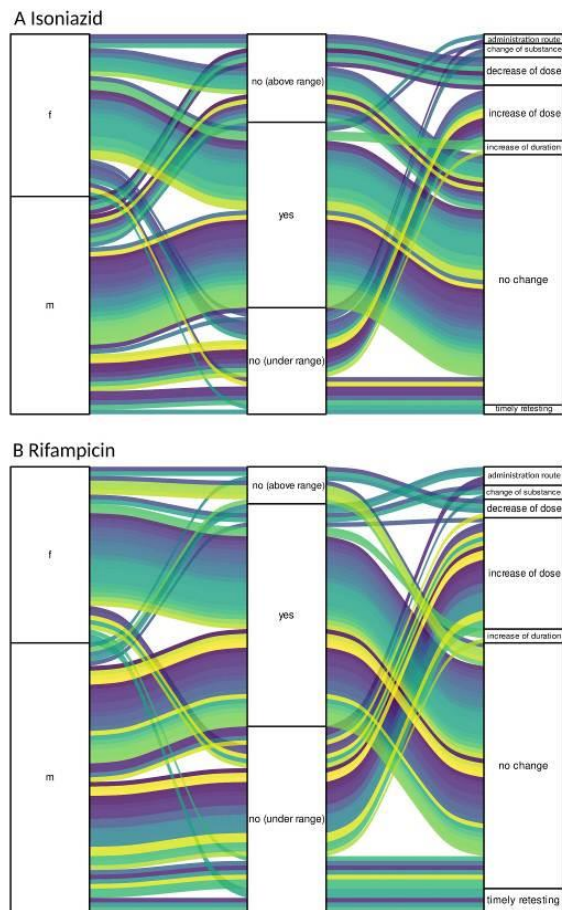 A Isoniazid
f
m
no (above range)
yes
no (under range)
administration route
change of substance
decrease of dose
increase of dose
increase of duration
no change
timely retesting
B Rifampicin
f
m
no (above range)
yes
no (under range)
administration route
change of substance
decrease of dose
increase of dose
increase of duration
no change
timely retesting